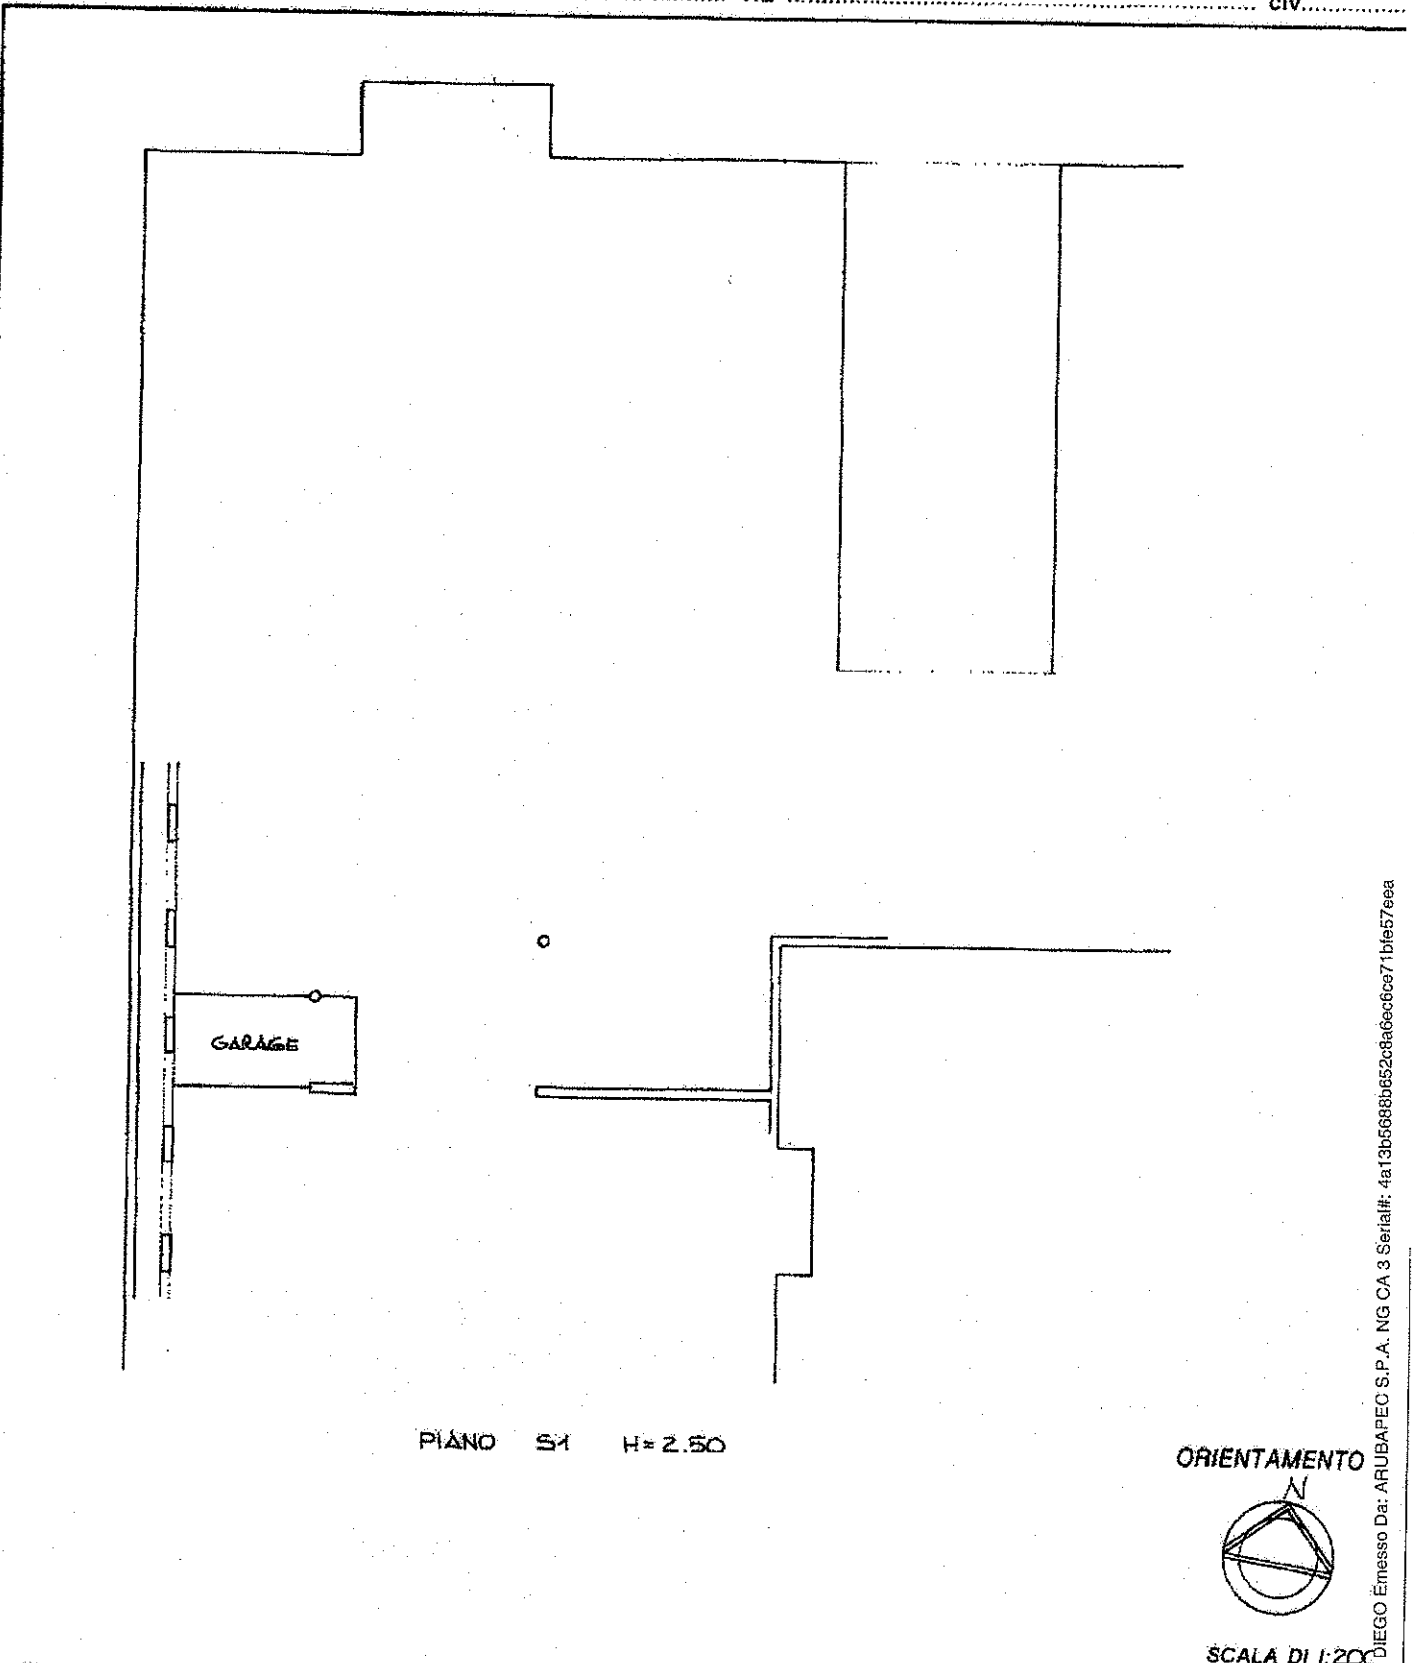 CIV.
GARAGE
PIANO S1 H=2.50
ORIENTAMENTO
N
SCALA DI 1:200
DIEGO Emesso Da: ARUBAPEC S.P.A. NG CA 3 Serial#: 4a13b5688b652c8a6ec6ce71bfe57eea